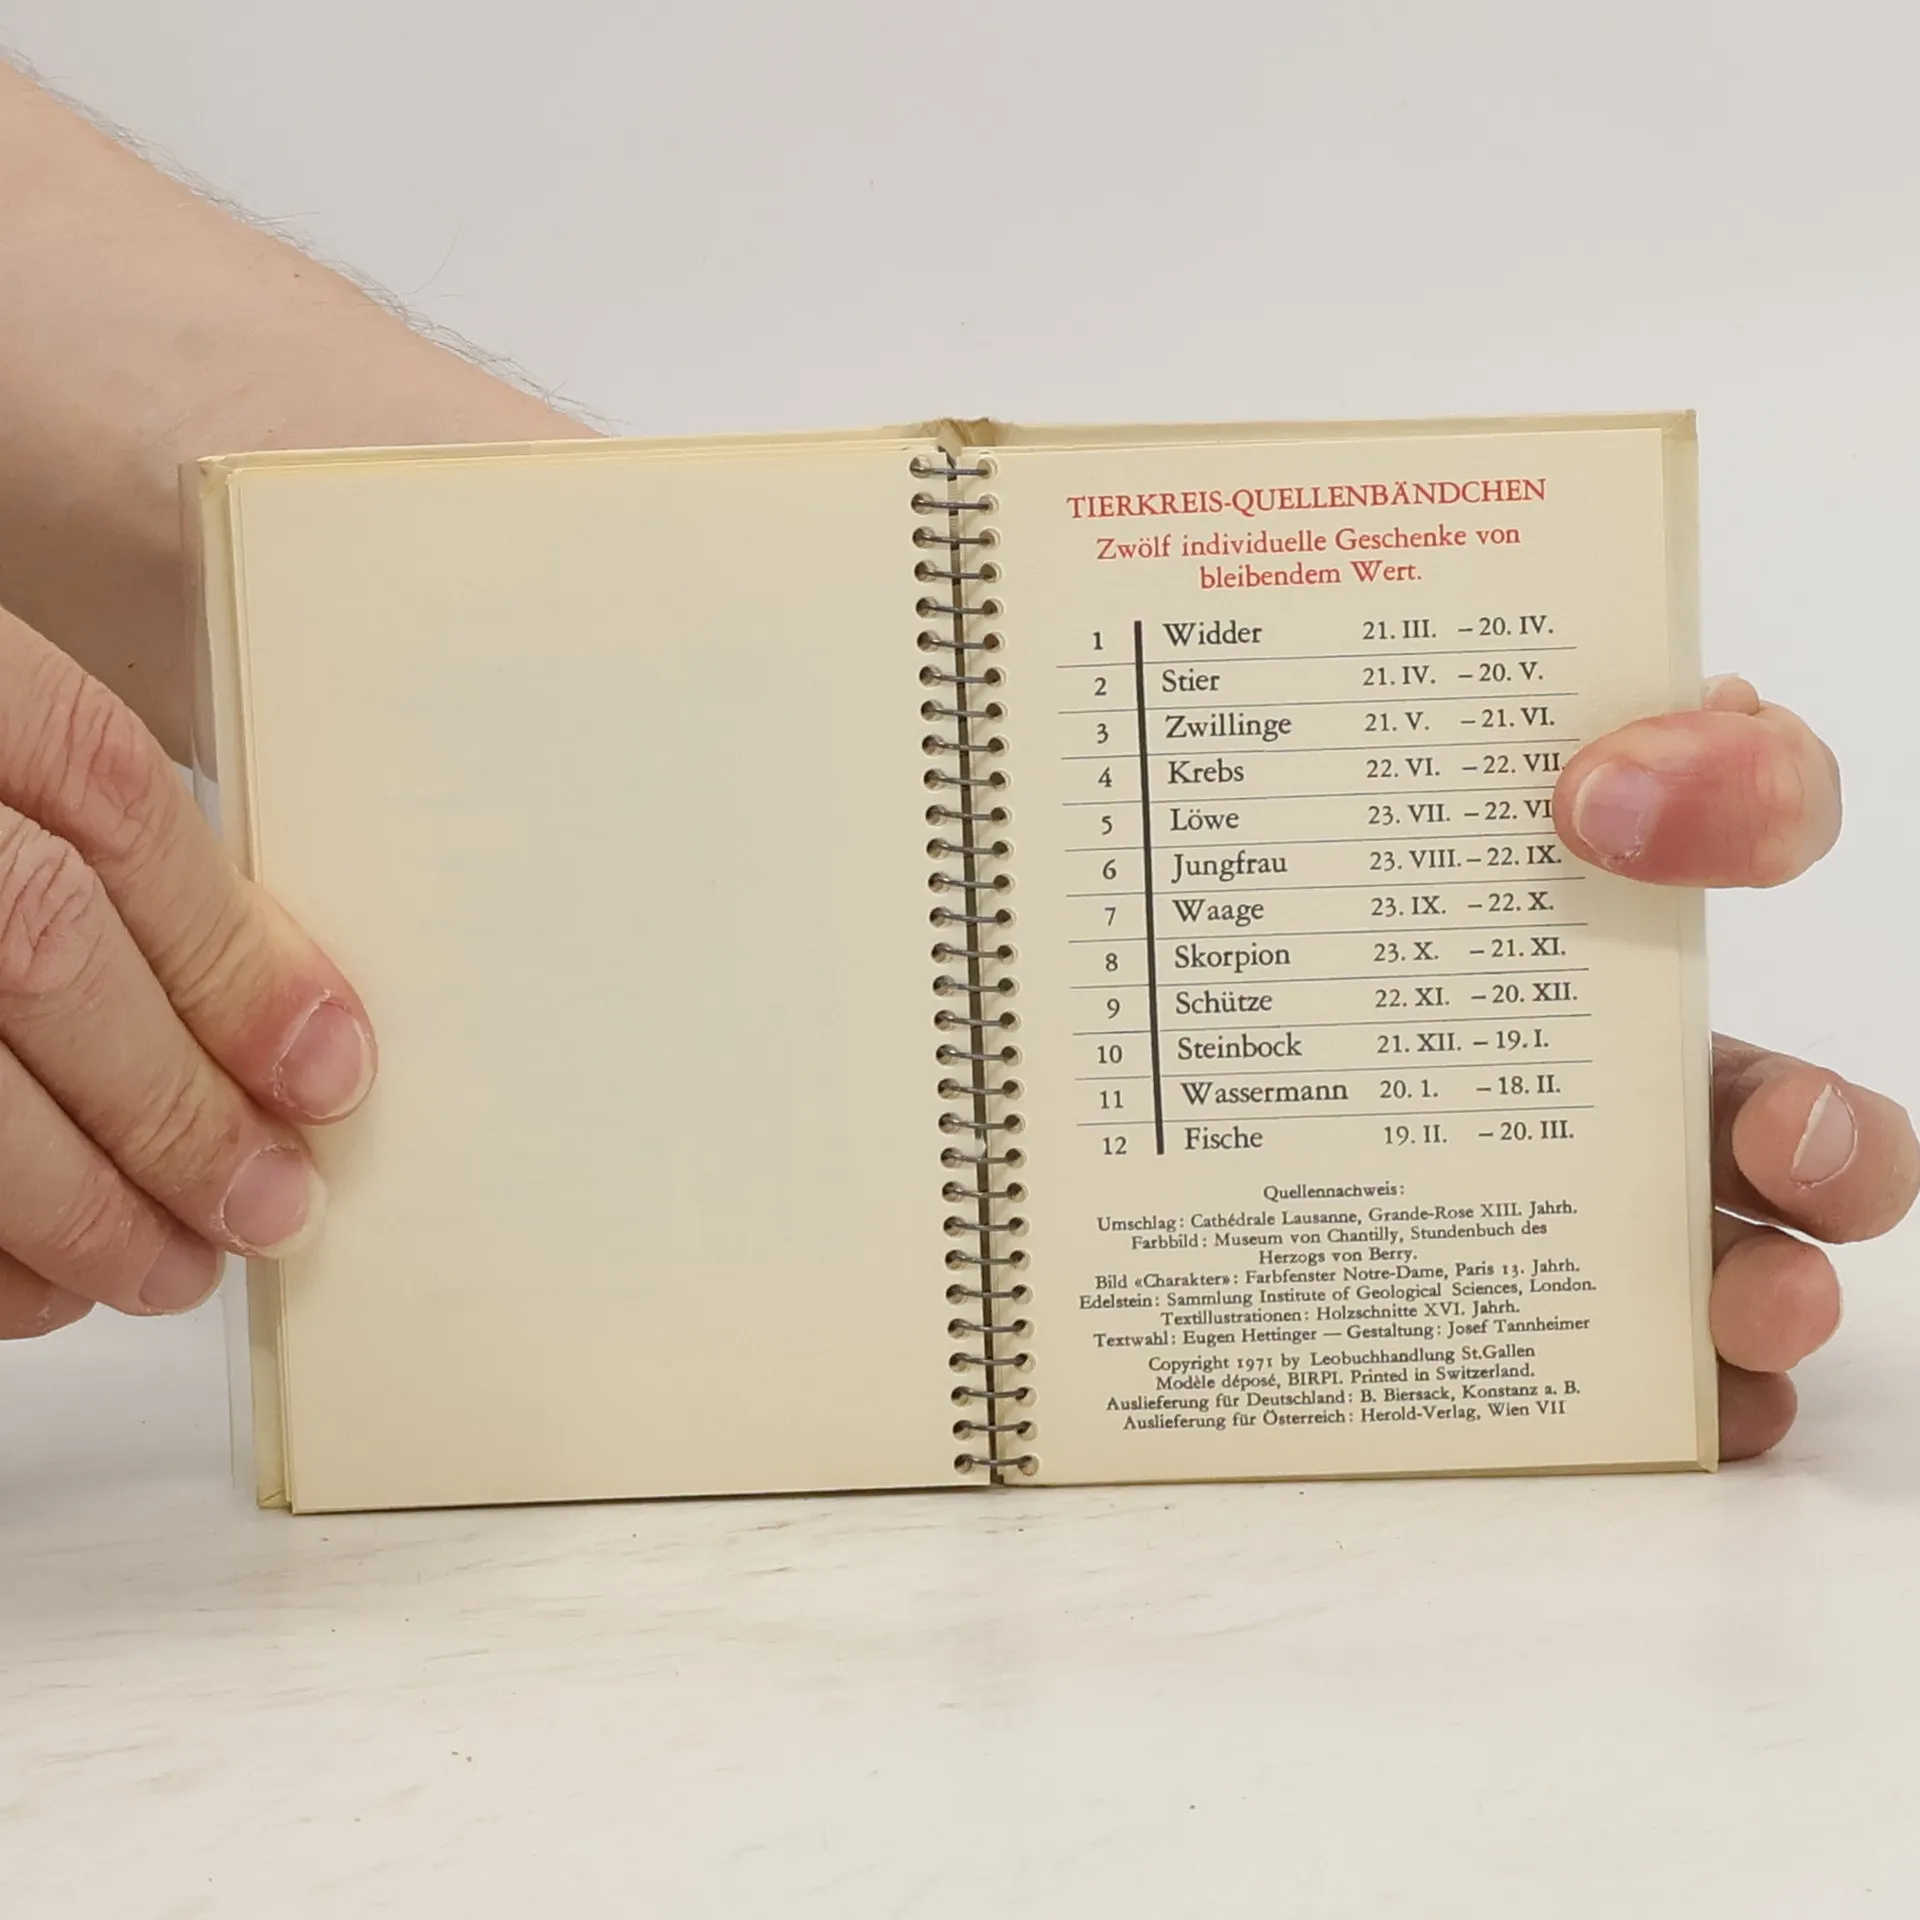 TIERKREIS-QUELLENBÄNDCHEN
Zwölf individuelle Geschenke von
bleibendem Wert.
1 Widder 21. III. – 20. IV.
2 Stier 21. IV. – 20. V.
3 Zwillinge 21. V. – 21. VI.
4 Krebs 22. VI. – 22. VII.
5 Löwe 23. VII. – 22.
6 Jungfrau 23. VIII. – 22. IX.
7 Waage 23. IX. – 22. X.
8 Skorpion 23. X. – 21. XI.
9 Schütze 22. XI. – 20. XII.
10 Steinbock 21. XII. – 19. I.
11 Wassermann 20. 1. – 18. II.
12 Fische 19. II. – 20. III.
Quellennachweis:
Umschlag: Cathédrale Lausanne, Grande-Rose XIII. Jahrh.
Farbbild: Museum von Chantilly, Stundenbuch des
Herzogs von Berry.
Bild «Charakter»: Farbfenster Notre-Dame, Paris 13. Jahrh.
Edelstein: Sammlung Institute of Geological Sciences, London.
Textillustrationen: Holzschnitte XVI. Jahrh.
Textwahl: Eugen Hettinger — Gestaltung: Josef Tannheimer
Copyright 1971 by Leobuchhandlung St.Gallen
Modèle déposé, BIRPI. Printed in Switzerland.
Auslieferung für Deutschland: B. Biersack, Konstanz a. B.
Auslieferung für Österreich: Herold-Verlag, Wien VII